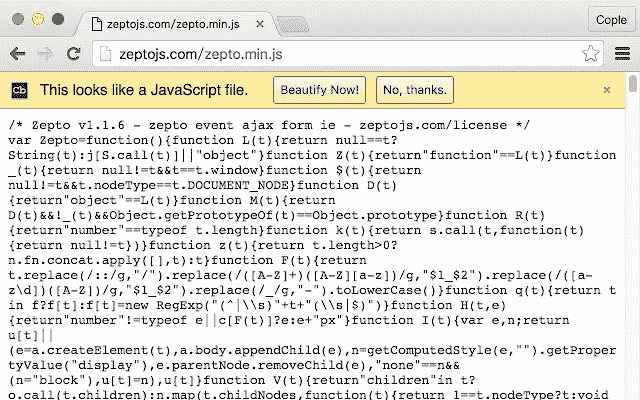 zeptojs.com/zepto.min.js
Cople
zeptojs.com/zepto.min.js
Cb This looks like a JavaScript file. Beautify Now! No, thanks.
/* Zepto v1.1.6 - zepto event ajax form ie - zeptojs.com/license */
var Zepto=function(){function L(t){return null==t?
String(t):j[S.call(t)]||"object"}function Z(t){return"function"==L(t)}function
_(t){return null!=t&&t==t.window}function $(t){return
null!=t&&t.nodeType==t.DOCUMENT_NODE}function D(t)
{return"object"==L(t)}function M(t){return
D(t)&&!_(t)&&Object.getPrototypeOf(t)==Object.prototype}function R(t)
{return"number"==typeof t.length}function k(t){return s.call(t,function(t)
{return null!=t})}function z(t){return t.length>0?
n.fn.concat.apply([],t):t}function F(t){return
t.replace(/::/g,"/").replace(/([A-Z]+)([A-Z][a-z])/g,"$1_$2").replace(/([a-
z\d])([A-Z])/g,"$1_$2").replace(/_/g,"-").toLowerCase()}function q(t){return t
in f?f[t]:f[t]=new RegExp("(^|\\s)"+t+"(\\s|$)")}function H(t,e)
{return"number"!=typeof e||c[F(t)]?e:e+"px"}function I(t){var e,n;return
u[t]||
(e=a.createElement(t),a.body.appendChild(e),n=getComputedStyle(e,"").getProper
tyValue("display"),e.parentNode.removeChild(e),"none"==n&&
(n="block"),u[t]=n),u[t]}function V(t){return"children"in t?
o.call(t.children):n.map(t.childNodes,function(t){return 1==t.nodeType?t:void